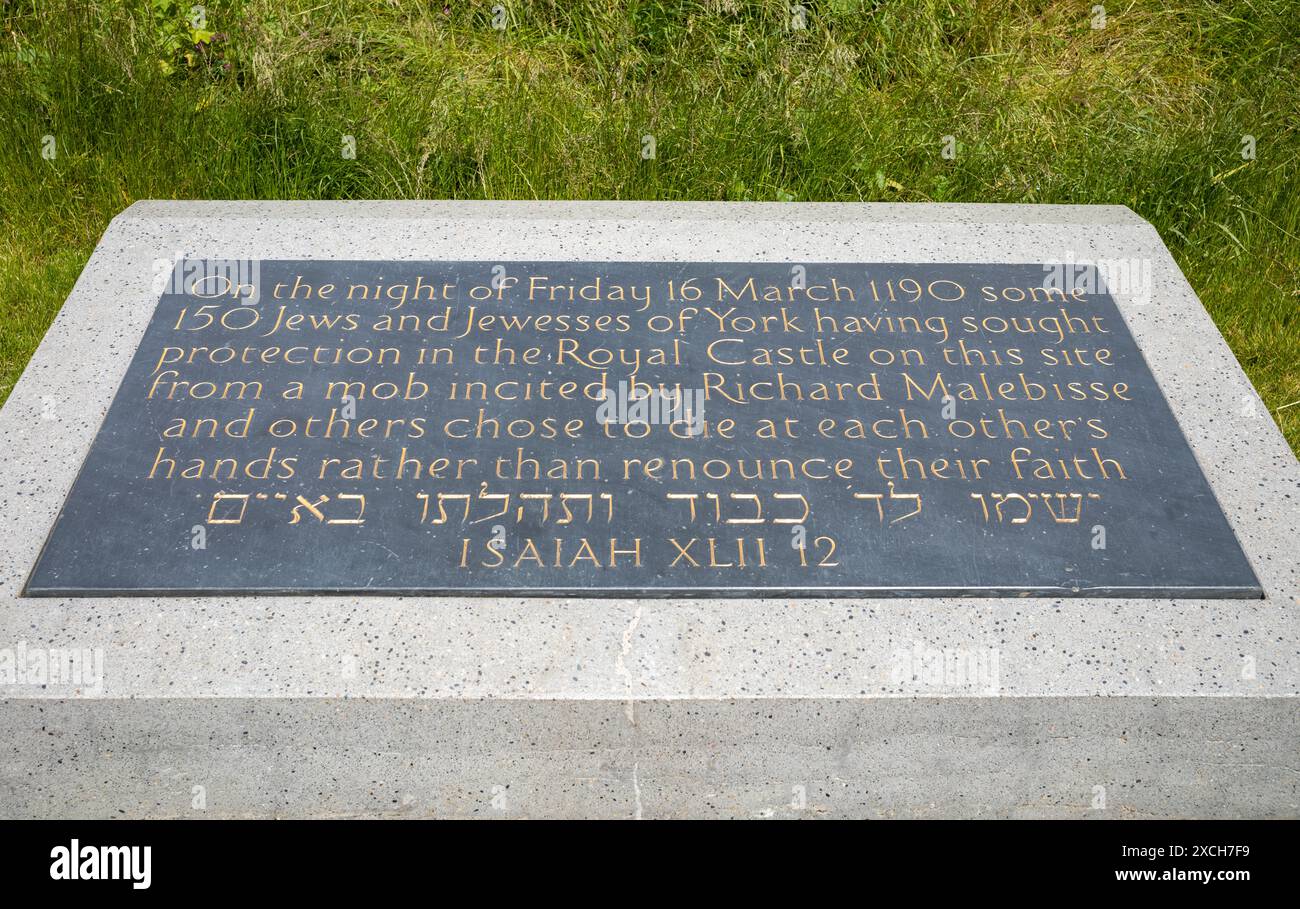 On the night of Friday 16 March 1190 some
150 Jews and Jewesses of York having sought
protection in the Royal Castle on this site
from a mob incited by Richard Malebisse
and others chose to die at each other's
hands rather than renounce their faith
ישמו לד כבוד ותהלתו באיים
ISAIAH XLII 12
alamy
Image ID: 2XCH7F9
www.alamy.com